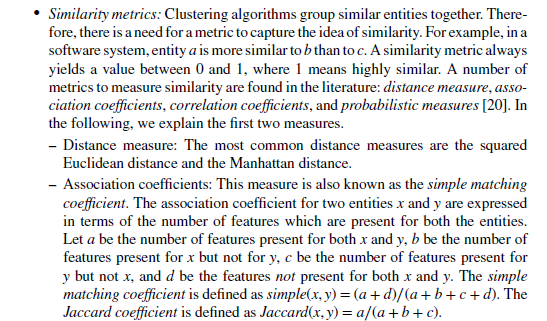 • Similarity metrics: Clustering algorithms group similar entities together. There-
fore, there is a need for a metric to capture the idea of similarity. For example, in a
software system, entity a is more similar to b than to c. A similarity metric always
yields a value between 0 and 1, where 1 means highly similar. A number of
metrics to measure similarity are found in the literature: distance measure, asso-
ciation coefficients, correlation coefficients, and probabilistic measures [20]. In
the following, we explain the first two measures.
– Distance measure: The most common distance measures are the squared
Euclidean distance and the Manhattan distance.
– Association coefficients: This measure is also known as the simple matching
coefficient. The association coefficient for two entities x and y are expressed
in terms of the number of features which are present for both the entities.
Let a be the number of features present for both x and y, b be the number of
features present for x but not for y, c be the number of features present for
y but not x, and d be the features not present for both x and y. The simple
matching coefficient is defined as simple(x, y) = (a + d)/(a + b + c + d). The
Jaccard coefficient is defined as Jaccard(x, y) = a/(a + b + c).